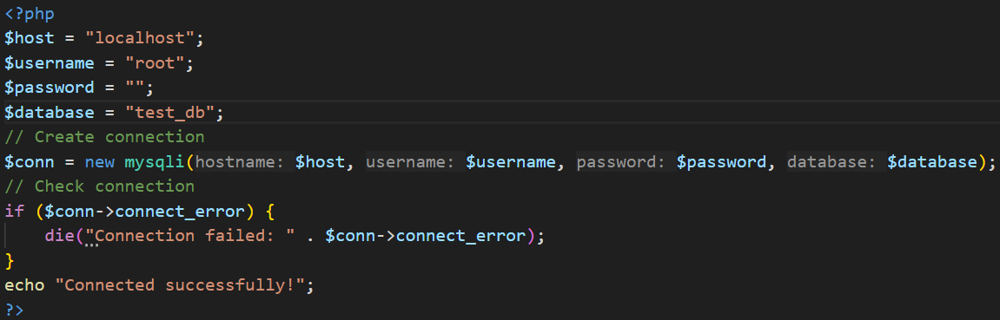 <?php
$host = "localhost";
$username = "root";
$password = "";
$database = "test_db";
// Create connection
$conn = new mysqli(hostname: $host, username: $username, password: $password, database: $database);
// Check connection
if ($conn->connect_error) {
    die("Connection failed: " . $conn->connect_error);
}
echo "Connected successfully!";
?>